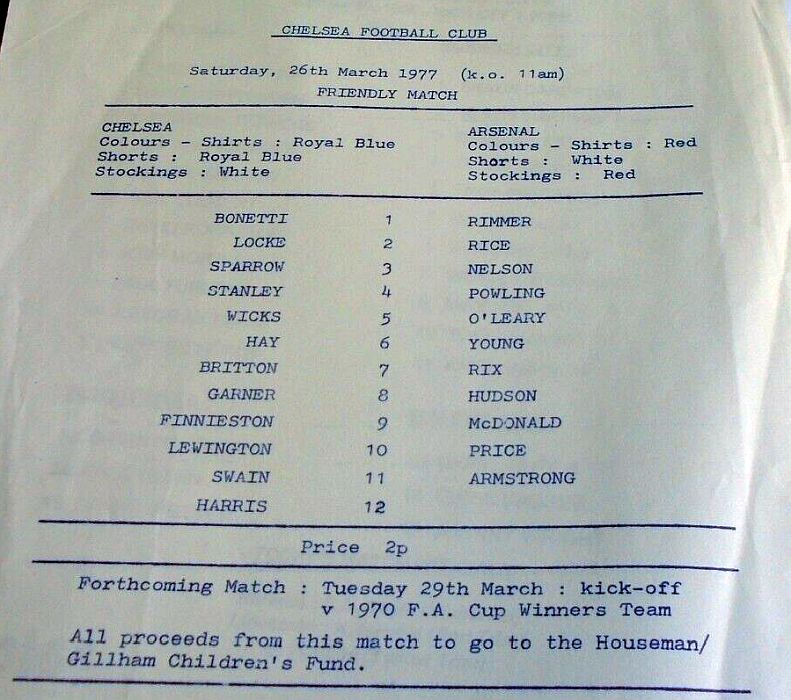 CHELSEA FOOTBALL CLUB
Saturday, 26th March 1977 (k.o. 11am)
FRIENDLY MATCH
CHELSEA
Colours - Shirts : Royal Blue
Shorts : Royal Blue
Stockings : White
ARSENAL
Colours - Shirts : Red
Shorts : White
Stockings : Red
BONETTI 1 RIMMER
LOCKE 2 RICE
SPARROW 3 NELSON
STANLEY 4 POWLING
WICKS 5 O'LEARY
HAY 6 YOUNG
BRITTON 7 RIX
GARNER 8 HUDSON
FINNIESTON 9 McDONALD
LEWINGTON 10 PRICE
SWAIN 11 ARMSTRONG
HARRIS 12
Price 2p
Forthcoming Match : Tuesday 29th March : kick-off
v 1970 F.A. Cup Winners Team
All proceeds from this match to go to the Houseman/
Gillham Children's Fund.